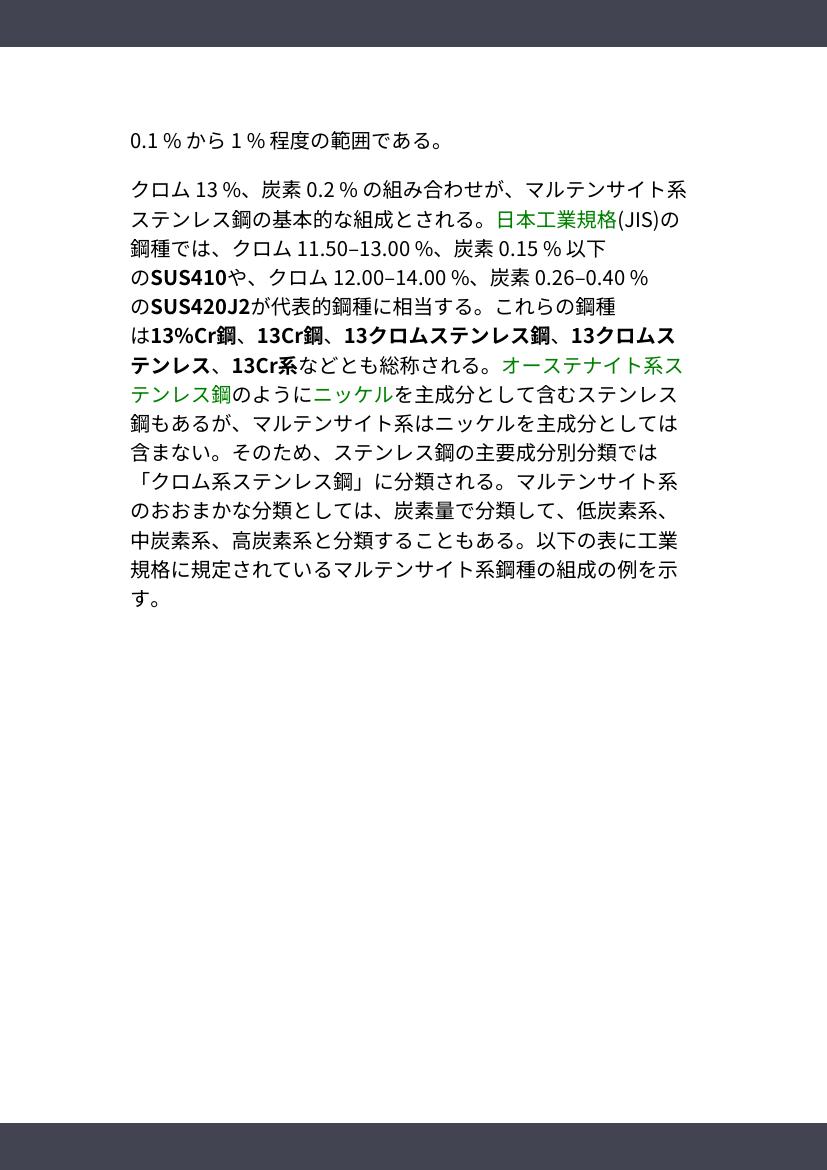 0.1 % から 1 % 程度の範囲である。
クロム 13 %、炭素 0.2 % の組み合わせが、マルテンサイト系
ステンレス鋼の基本的な組成とされる。日本工業規格(JIS)の
鋼種では、クロム 11.50–13.00 %、炭素 0.15 % 以下
のSUS410や、クロム 12.00–14.00 %、炭素 0.26–0.40 %
のSUS420J2が代表的鋼種に相当する。これらの鋼種
は13%Cr鋼、13Cr鋼、13クロムステンレス鋼、13クロムス
テンレス、13Cr系などとも総称される。オーステナイト系ス
テンレス鋼のようにニッケルを主成分として含むステンレス
鋼もあるが、マルテンサイト系はニッケルを主成分としては
含まない。そのため、ステンレス鋼の主要成分別分類では
「クロム系ステンレス鋼」に分類される。マルテンサイト系
のおおまかな分類としては、炭素量で分類して、低炭素系、
中炭素系、高炭素系と分類することもある。以下の表に工業
規格に規定されているマルテンサイト系鋼種の組成の例を示
す。